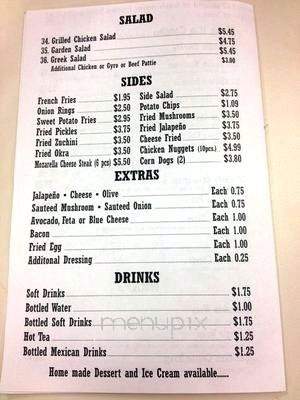 SALAD
34. Grilled Chicken Salad $5.45
35. Garden Salad $4.75
36. Greek Salad $5.45
Additional Chicken or Gyro or Beef Pattie $3.00
SIDES
French Fries $1.95 Side Salad $2.75
Onion Rings $2.50 Potato Chips $1.09
Sweet Potato Fries $2.95 Fried Mushrooms $3.50
Fried Pickles $3.75 Fried Jalapeño $3.75
Fried Zuchini $3.50 Cheese Fried $3.50
Fried Okra $3.50 Chicken Nuggets (10pcs.) $4.99
Mozarella Cheese Steak (6 pcs) $5.50 Corn Dogs (2) $3.80
EXTRAS
Jalapeño • Cheese • Olive Each 0.75
Sauteed Mushroom • Sauteed Onion Each 0.75
Avocado, Feta or Blue Cheese Each 1.00
Bacon Each 1.00
Fried Egg Each 1.00
Additonal Dressing Each 0.25
DRINKS
Soft Drinks $1.75
Bottled Water $1.00
Bottled Soft Drinks $1.75
menupix
Hot Tea $1.25
Bottled Mexican Drinks $1.25
Home made Dessert and Ice Cream available.....